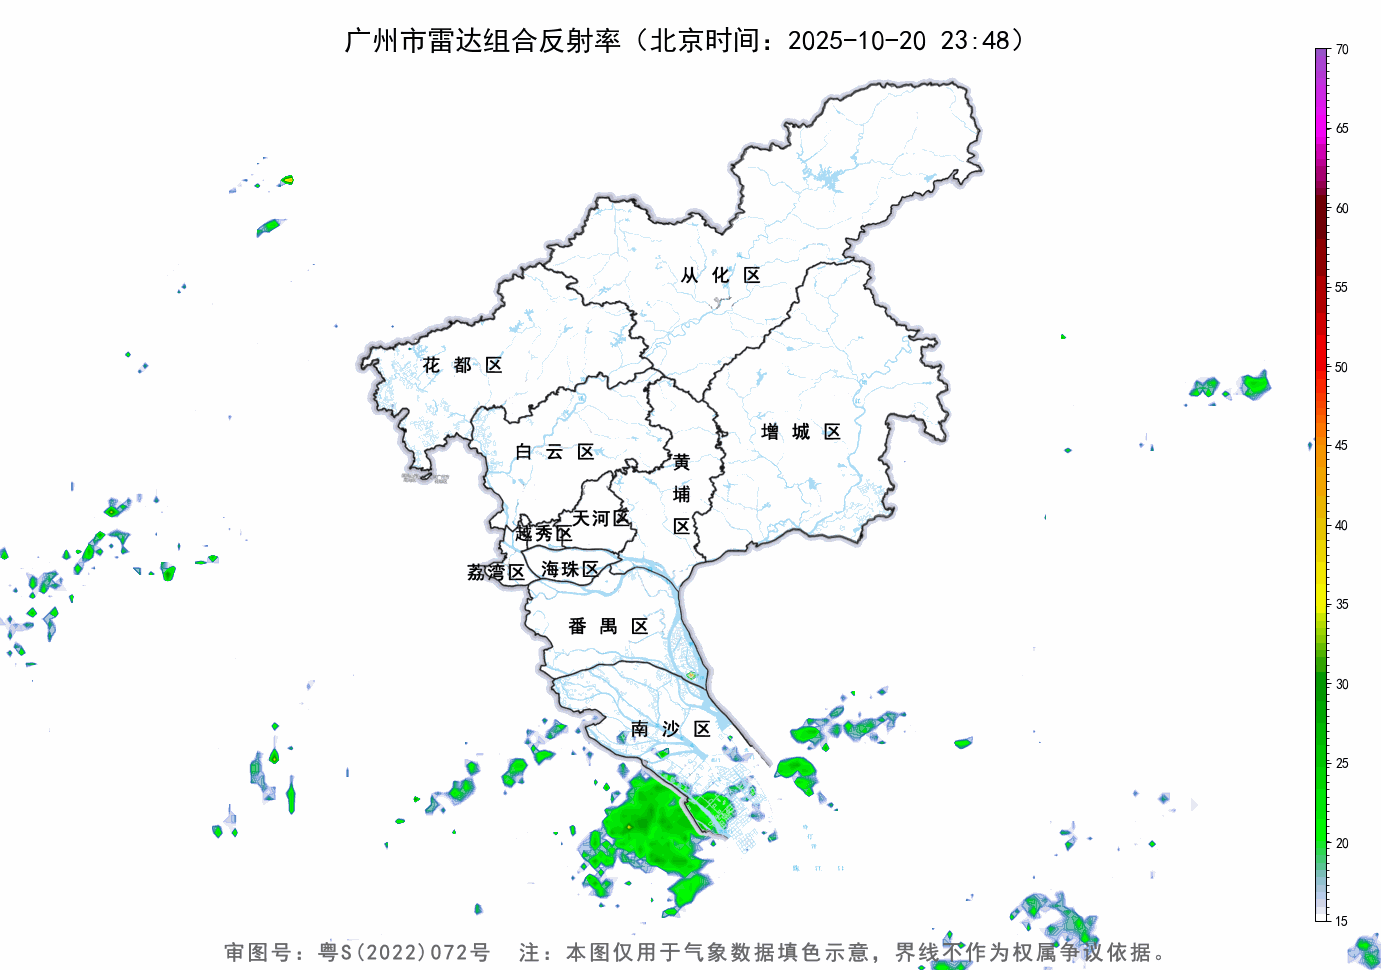 广州市雷达组合反射率（北京时间：2025-10-20 23:48）
70
65
60
55
50
45
40
35
30
25
20
15
从化区
花都区
增城区
白云区
黄埔区
天河区
越秀区
荔湾区
海珠区
番禺区
南沙区
审图号：粤S(2022)072号 注：本图仅用于气象数据填色示意，界线不作为权属争议依据。